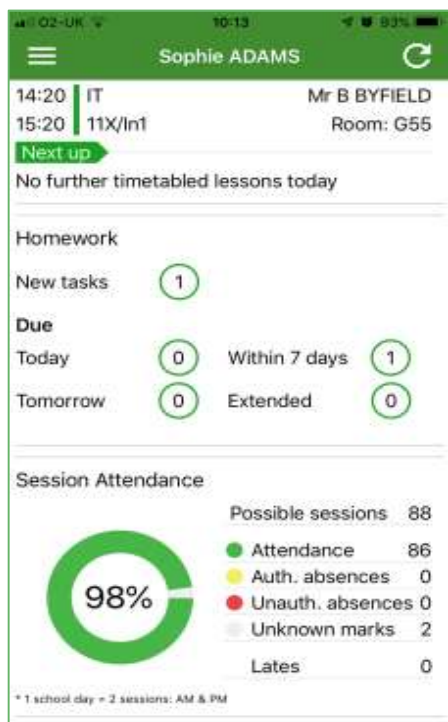 O2-UK 10:13 93%
Sophie ADAMS
14:20 IT Mr B BYFIELD
15:20 11X/In1 Room: G55
Next up
No further timetabled lessons today
Homework
New tasks 1
Due
Today 0 Within 7 days 1
Tomorrow 0 Extended 0
Session Attendance
Possible sessions 88
Attendance 86
98% Auth. absences 0
Unauth. absences 0
Unknown marks 2
Lates 0
* 1 school day = 2 sessions: AM & PM